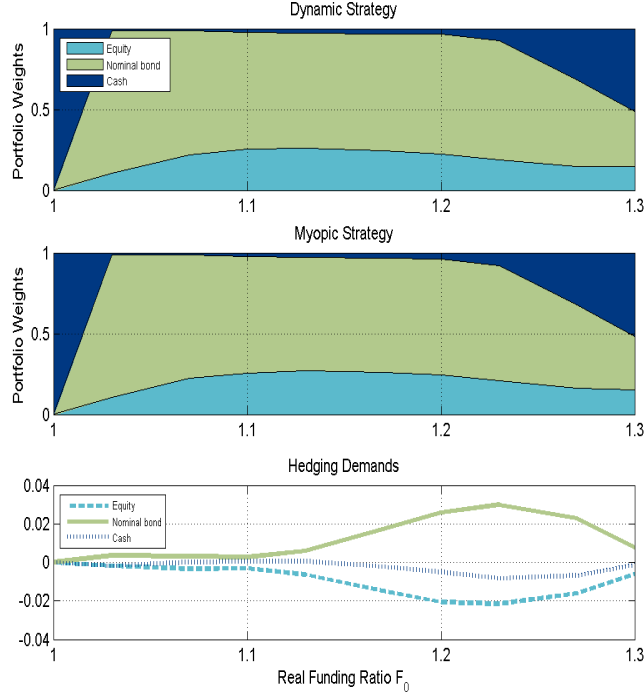 Dynamic Strategy
Portfolio Weights
1
0.5
0
Equity
Nominal bond
Cash
1
1.1
1.2
1.3
Myopic Strategy
Portfolio Weights
1
0.5
0
1
1.1
1.2
1.3
Hedging Demands
0.04
0.02
0
-0.02
-0.04
Equity
Nominal bond
Cash
1
1.1
1.2
1.3
Real Funding Ratio F0